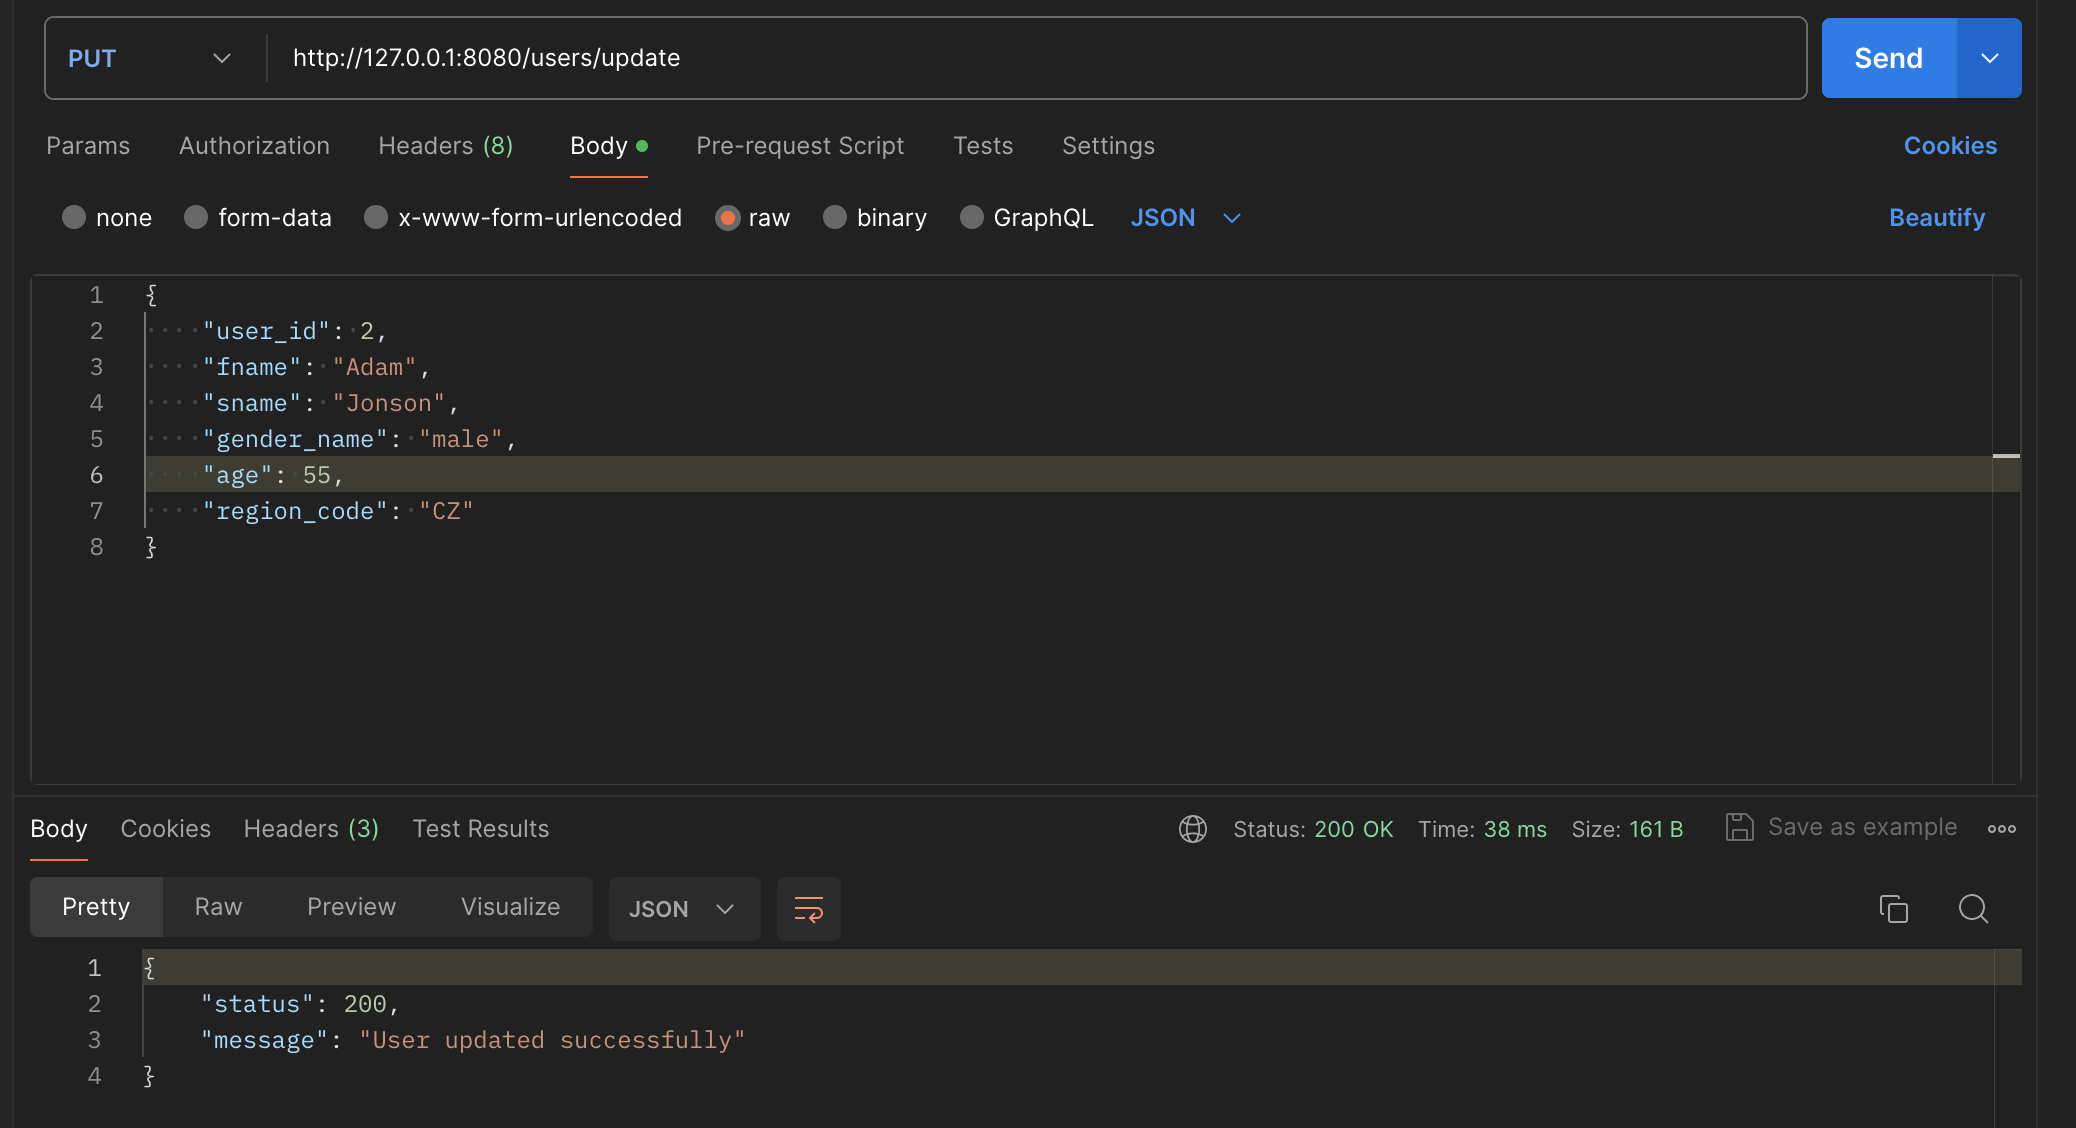 PUT http://127.0.0.1:8080/users/update Send
Params Authorization Headers (8) Body Pre-request Script Tests Settings Cookies
none form-data x-www-form-urlencoded raw binary GraphQL JSON Beautify
1 {
2 "user_id": 2,
3 "fname": "Adam",
4 "sname": "Jonson",
5 "gender_name": "male",
6 "age": 55,
7 "region_code": "CZ"
8 }
Body Cookies Headers (3) Test Results Status: 200 OK Time: 38 ms Size: 161 B Save as example
Pretty Raw Preview Visualize JSON
1 {
2 "status": 200,
3 "message": "User updated successfully"
4 }